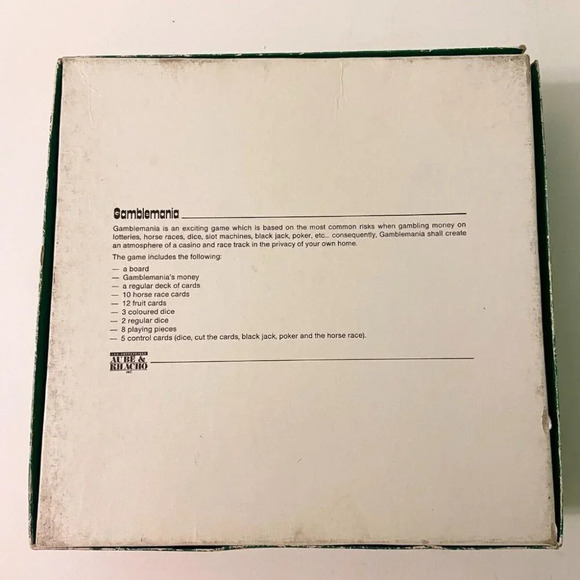 Gamblemania
Gamblemania is an exciting game which is based on the most common risks when gambling money on
lotteries, horse races, dice, slot machines, black jack, poker, etc... consequently, Gamblemania shall create
an atmosphere of a casino and race track in the privacy of your own home.
The game includes the following:
— a board
— Gamblemania's money
— a regular deck of cards
— 10 horse race cards
— 12 fruit cards
— 3 coloured dice
— 2 regular dice
— 8 playing pieces
— 5 control cards (dice, cut the cards, black jack, poker and the horse race).
AUBÉ &
RILACHO